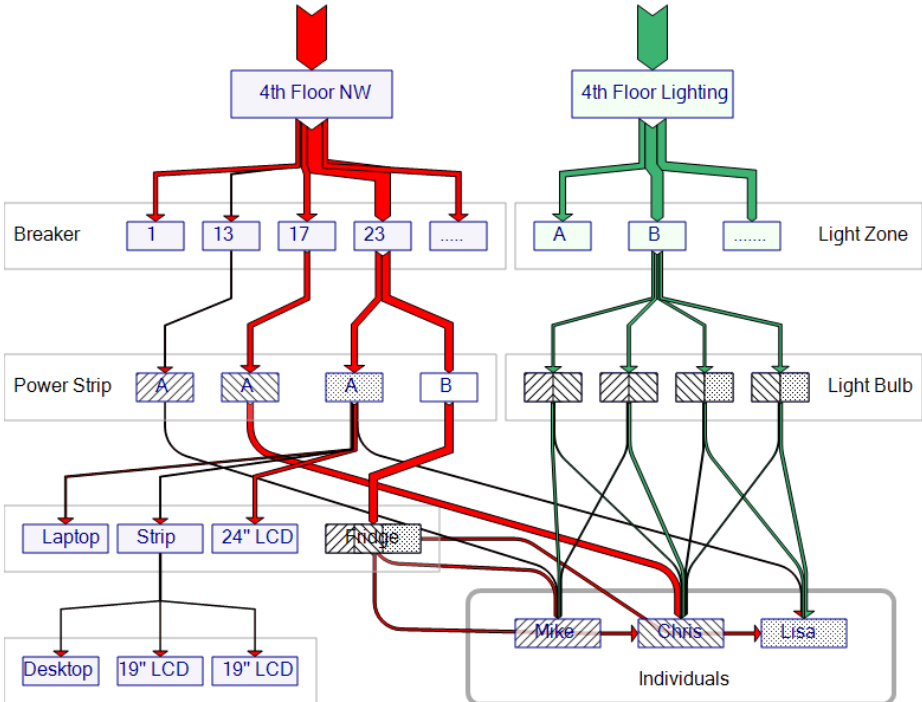 4th Floor NW
4th Floor Lighting
Breaker
1
13
17
23
.....
A
B
.......
Light Zone
Power Strip
A
A
A
B
Light Bulb
Laptop
Strip
24" LCD
Fridge
Mike
Chris
Lisa
Desktop
19" LCD
19" LCD
Individuals